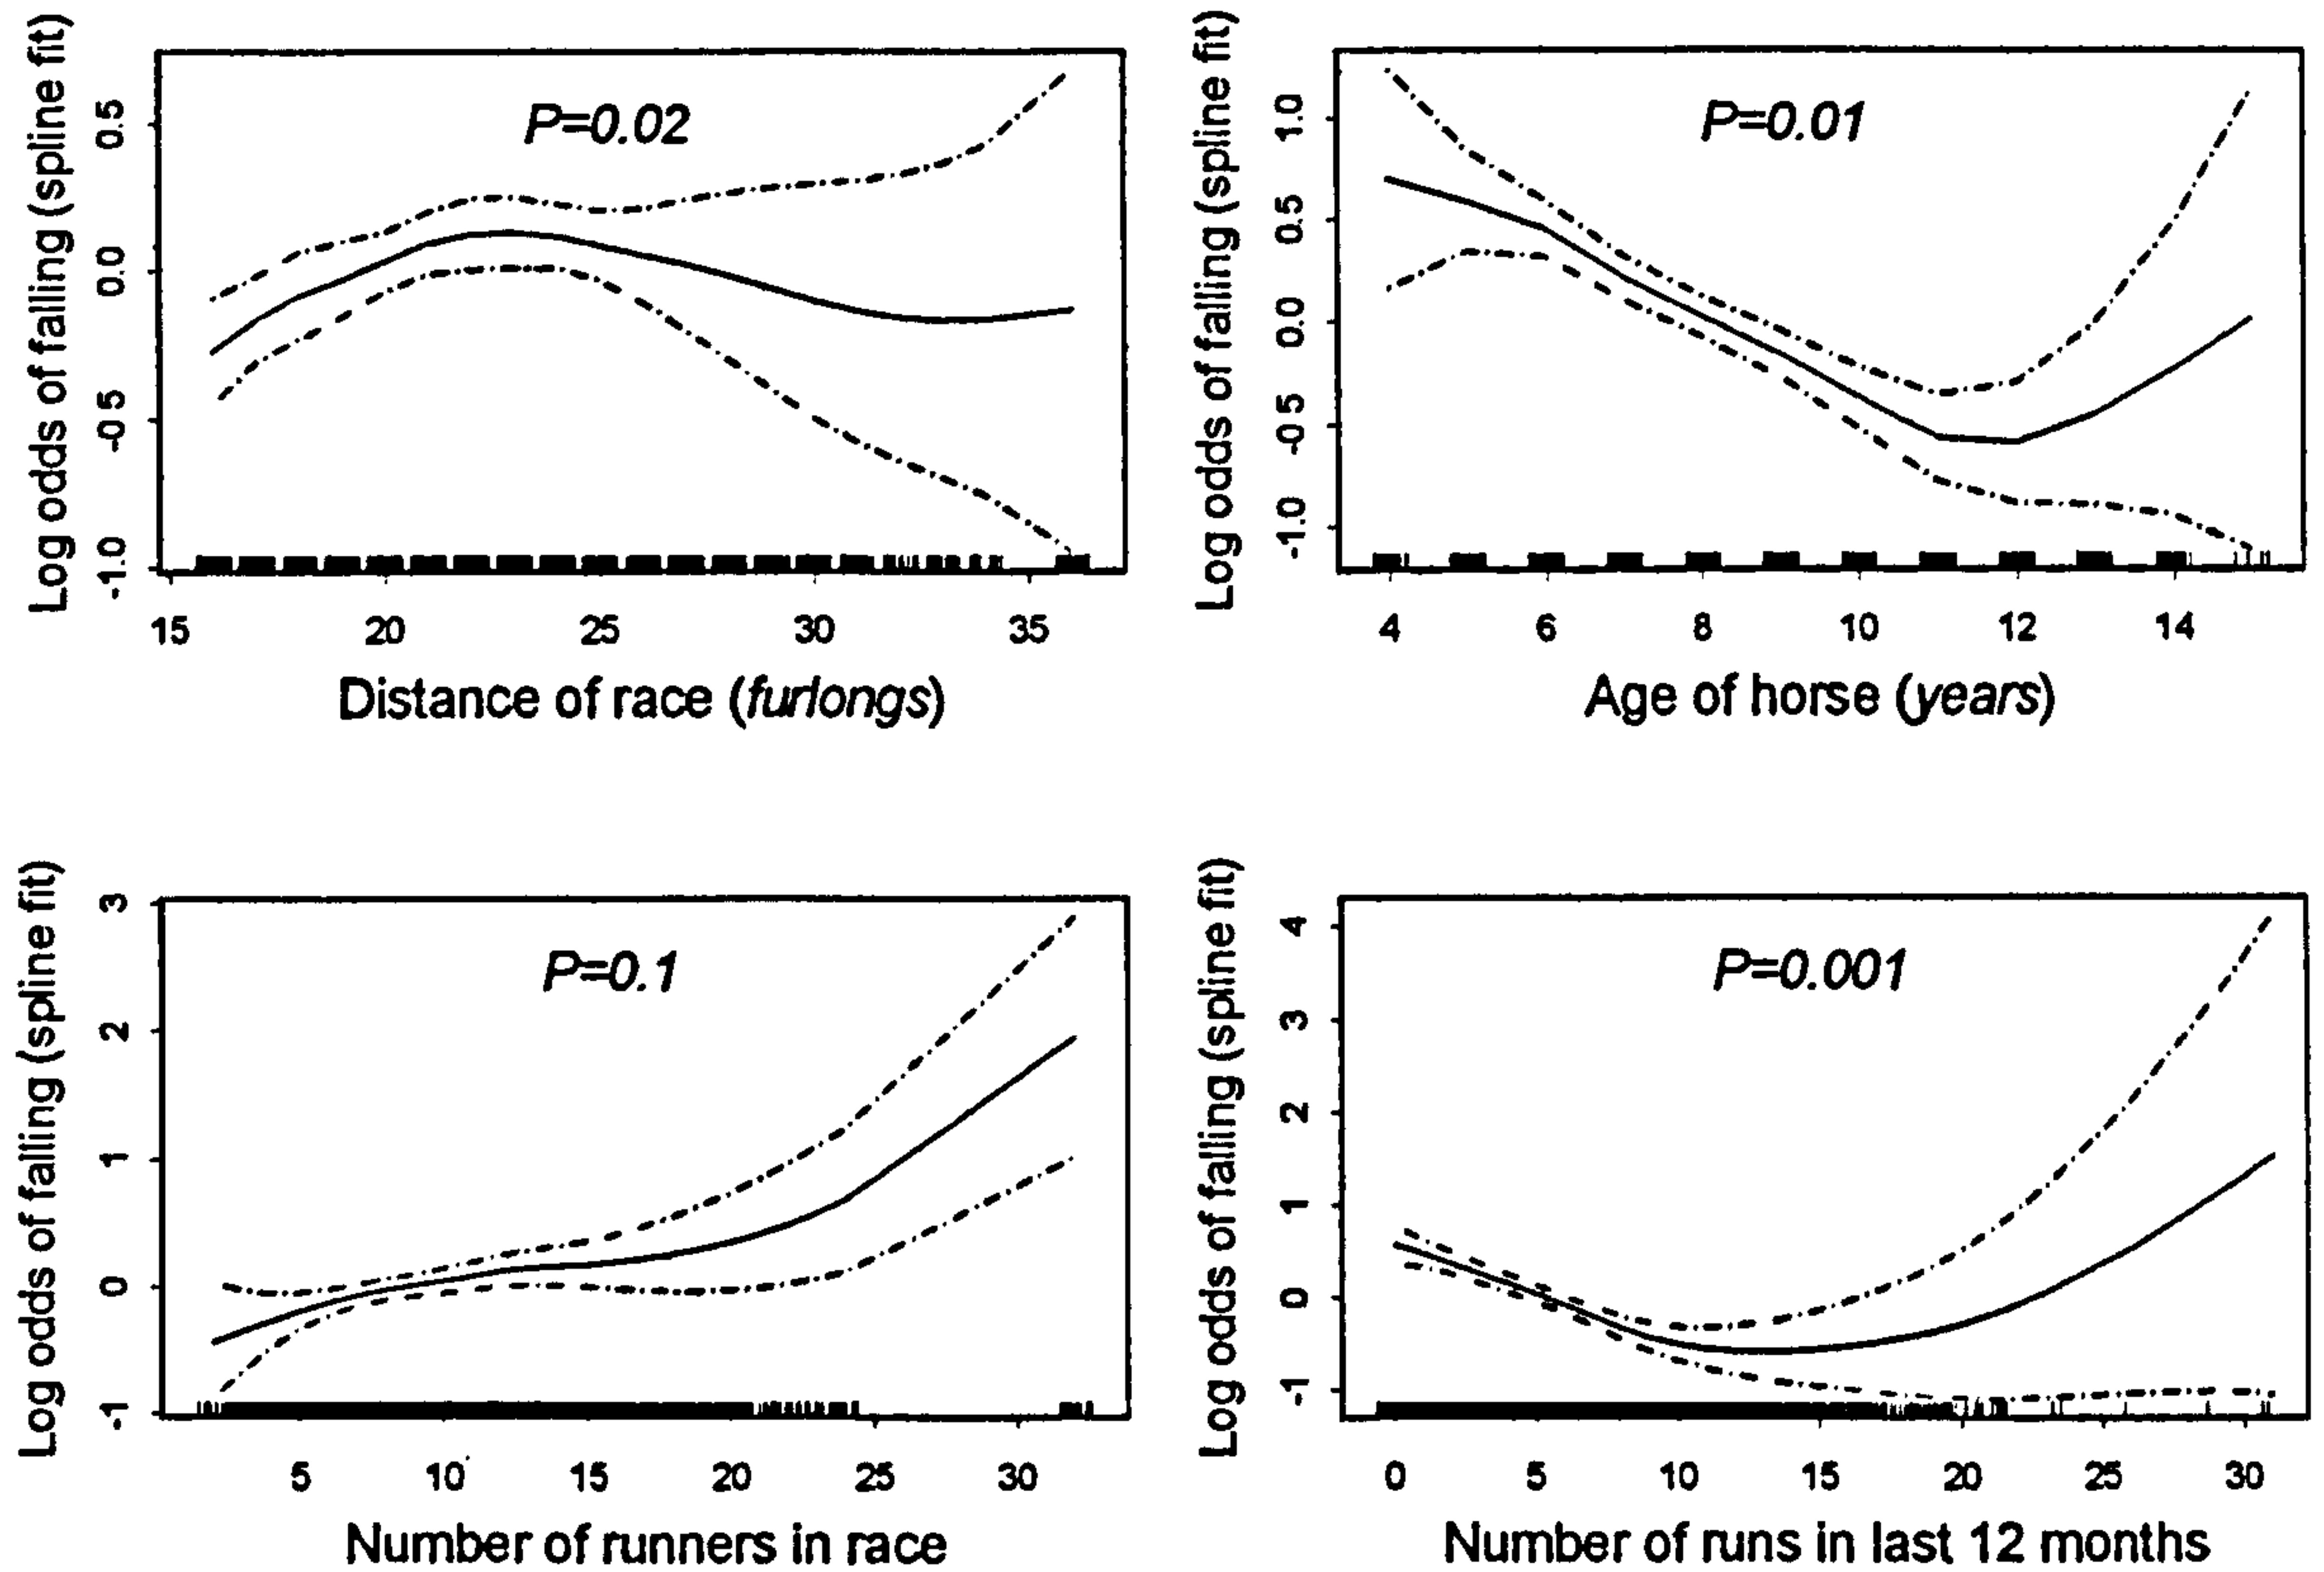 Log odds of falling (spline fit)
0.5
0.0
-0.5
-1.0
P=0.02
15 20 25 30 35
Distance of race (furlongs)
Log odds of falling (spline fit)
1.0
0.5
0.0
-0.5
-1.0
P=0.01
4 6 8 10 12 14
Age of horse (years)
Log odds of falling (spline fit)
3
2
1
0
-1
P=0.1
5 10 15 20 25 30
Number of runners in race
Log odds of falling (spline fit)
4
3
2
1
0
-1
P=0.001
0 5 10 15 20 25 30
Number of runs in last 12 months